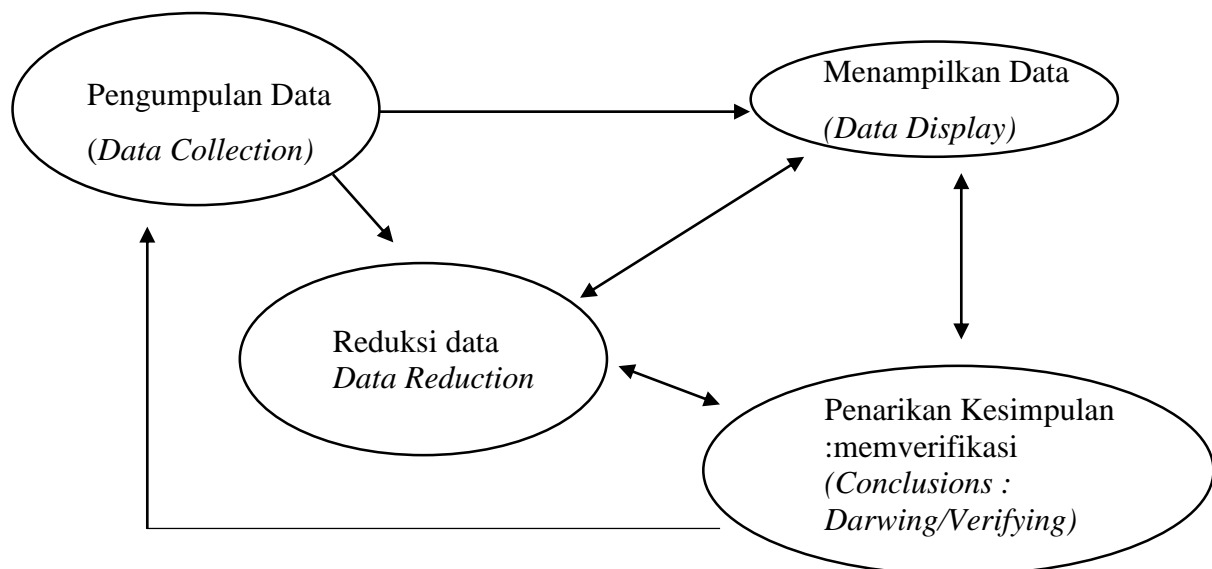 Pengumpulan Data
(Data Collection)
Menampilkan Data
(Data Display)
Reduksi data
Data Reduction
Penarikan Kesimpulan
:memverifikasi
(Conclusions :
Darwing/Verifying)